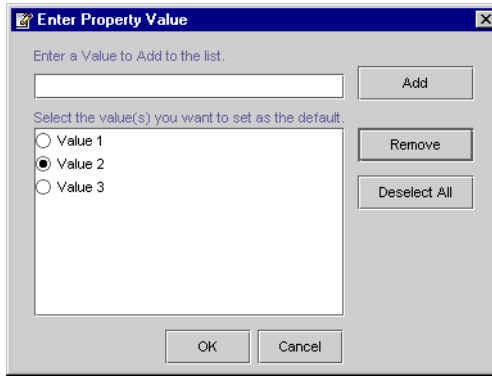 Enter Property Value
Enter a Value to Add to the list.
Add
Select the value(s) you want to set as the default.
Value 1
Value 2
Value 3
Remove
Deselect All
OK
Cancel